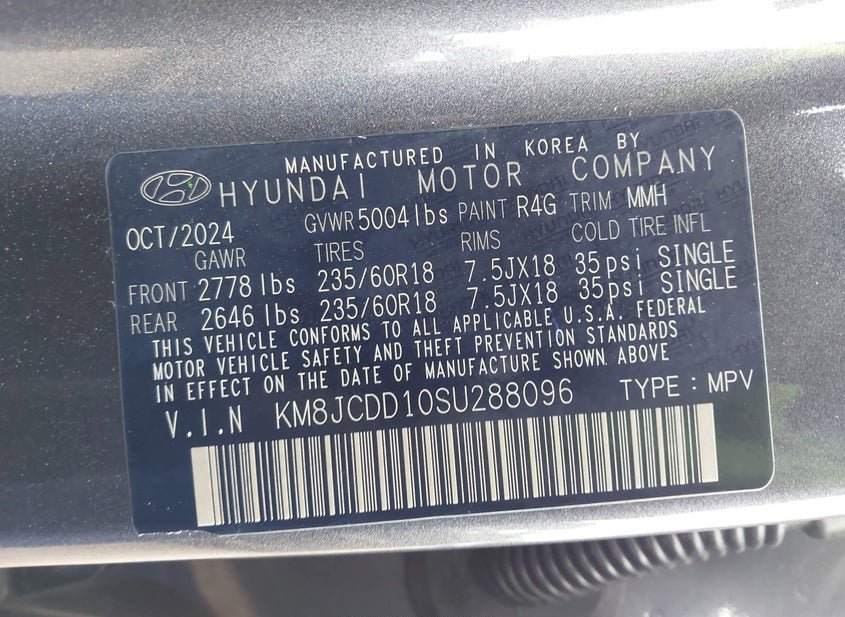 MANUFACTURED IN KOREA BY
HYUNDAI MOTOR COMPANY
OCT/2024 GVWR 5004 lbs PAINT R4G TRIM MMH
GAWR TIRES RIMS COLD TIRE INFL
FRONT 2778 lbs 235/60R18 7.5JX18 35psi SINGLE
REAR 2646 lbs 235/60R18 7.5JX18 35psi SINGLE
THIS VEHICLE CONFORMS TO ALL APPLICABLE U.S.A. FEDERAL
MOTOR VEHICLE SAFETY AND THEFT PREVENTION STANDARDS
IN EFFECT ON THE DATE OF MANUFACTURE SHOWN ABOVE
V.I.N KM8JCDD10SU288096 TYPE : MPV